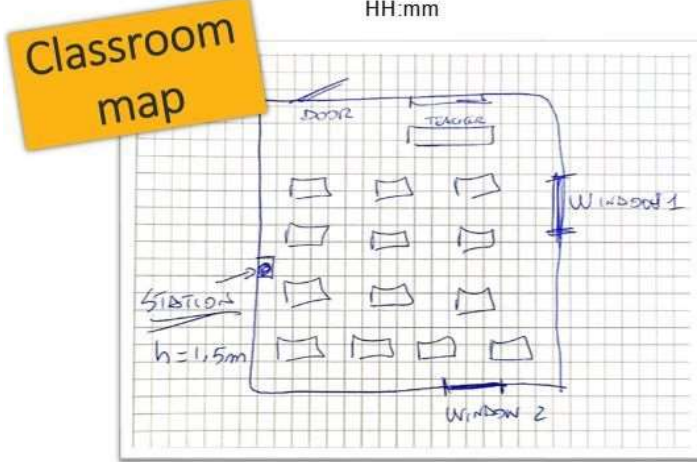 HH:mm
Classroom
map
DOOR
TEACHER
WINDOW 1
STATION
h=1,5m
WINDOW 2